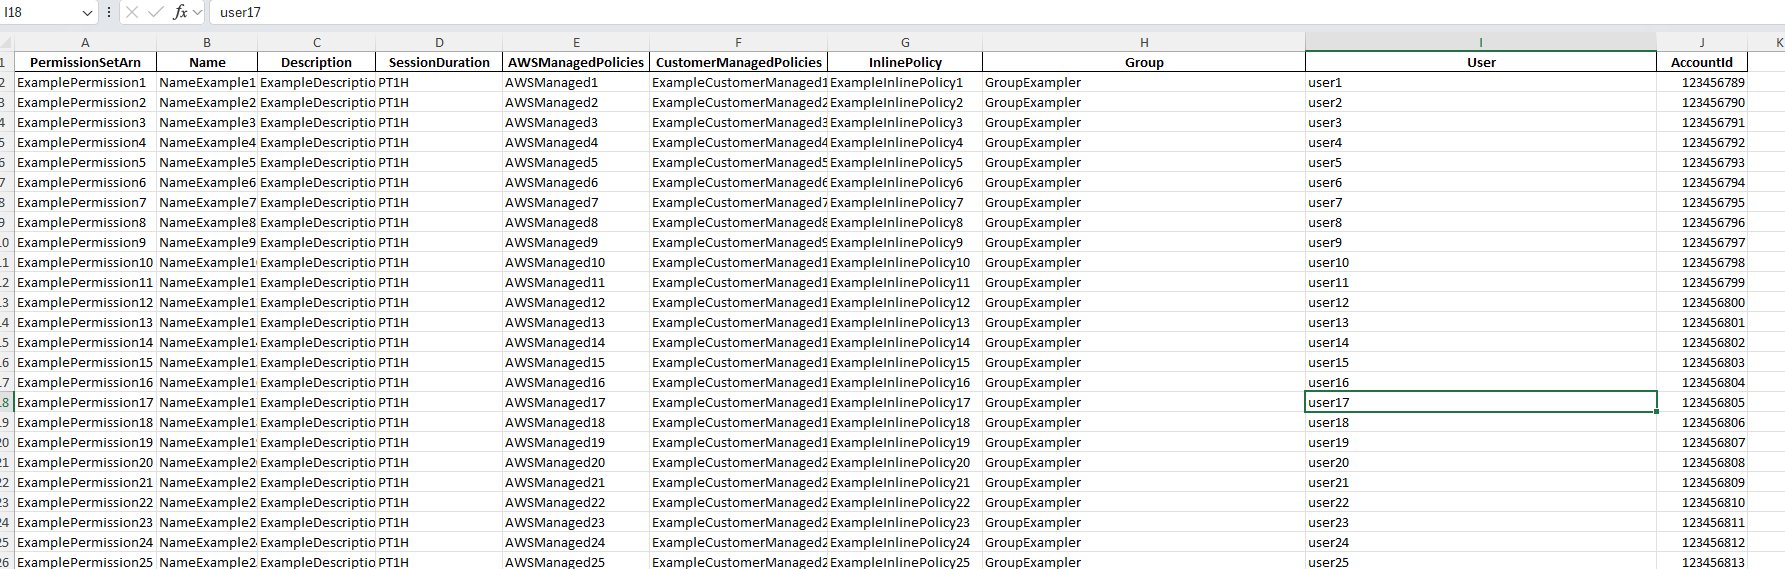 I18 fx user17
A B C D E F G H I J K
1 PermissionSetArn Name Description SessionDuration AWSManagedPolicies CustomerManagedPolicies InlinePolicy Group User AccountId
2 ExamplePermission1 NameExample1 ExampleDescriptio PT1H AWSManaged1 ExampleCustomerManaged1 ExampleInlinePolicy1 GroupExampler user1 123456789
3 ExamplePermission2 NameExample2 ExampleDescriptio PT1H AWSManaged2 ExampleCustomerManaged2 ExampleInlinePolicy2 GroupExampler user2 123456790
4 ExamplePermission3 NameExample3 ExampleDescriptio PT1H AWSManaged3 ExampleCustomerManaged3 ExampleInlinePolicy3 GroupExampler user3 123456791
5 ExamplePermission4 NameExample4 ExampleDescriptio PT1H AWSManaged4 ExampleCustomerManaged4 ExampleInlinePolicy4 GroupExampler user4 123456792
6 ExamplePermission5 NameExample5 ExampleDescriptio PT1H AWSManaged5 ExampleCustomerManaged5 ExampleInlinePolicy5 GroupExampler user5 123456793
7 ExamplePermission6 NameExample6 ExampleDescriptio PT1H AWSManaged6 ExampleCustomerManaged6 ExampleInlinePolicy6 GroupExampler user6 123456794
8 ExamplePermission7 NameExample7 ExampleDescriptio PT1H AWSManaged7 ExampleCustomerManaged7 ExampleInlinePolicy7 GroupExampler user7 123456795
9 ExamplePermission8 NameExample8 ExampleDescriptio PT1H AWSManaged8 ExampleCustomerManaged8 ExampleInlinePolicy8 GroupExampler user8 123456796
10 ExamplePermission9 NameExample9 ExampleDescriptio PT1H AWSManaged9 ExampleCustomerManaged9 ExampleInlinePolicy9 GroupExampler user9 123456797
11 ExamplePermission10 NameExample1 ExampleDescriptio PT1H AWSManaged10 ExampleCustomerManaged1 ExampleInlinePolicy10 GroupExampler user10 123456798
12 ExamplePermission11 NameExample1 ExampleDescriptio PT1H AWSManaged11 ExampleCustomerManaged1 ExampleInlinePolicy11 GroupExampler user11 123456799
13 ExamplePermission12 NameExample1 ExampleDescriptio PT1H AWSManaged12 ExampleCustomerManaged1 ExampleInlinePolicy12 GroupExampler user12 123456800
14 ExamplePermission13 NameExample1 ExampleDescriptio PT1H AWSManaged13 ExampleCustomerManaged1 ExampleInlinePolicy13 GroupExampler user13 123456801
15 ExamplePermission14 NameExample1 ExampleDescriptio PT1H AWSManaged14 ExampleCustomerManaged1 ExampleInlinePolicy14 GroupExampler user14 123456802
16 ExamplePermission15 NameExample1 ExampleDescriptio PT1H AWSManaged15 ExampleCustomerManaged1 ExampleInlinePolicy15 GroupExampler user15 123456803
17 ExamplePermission16 NameExample1 ExampleDescriptio PT1H AWSManaged16 ExampleCustomerManaged1 ExampleInlinePolicy16 GroupExampler user16 123456804
18 ExamplePermission17 NameExample1 ExampleDescriptio PT1H AWSManaged17 ExampleCustomerManaged1 ExampleInlinePolicy17 GroupExampler user17 123456805
19 ExamplePermission18 NameExample1 ExampleDescriptio PT1H AWSManaged18 ExampleCustomerManaged1 ExampleInlinePolicy18 GroupExampler user18 123456806
20 ExamplePermission19 NameExample1 ExampleDescriptio PT1H AWSManaged19 ExampleCustomerManaged1 ExampleInlinePolicy19 GroupExampler user19 123456807
21 ExamplePermission20 NameExample2 ExampleDescriptio PT1H AWSManaged20 ExampleCustomerManaged2 ExampleInlinePolicy20 GroupExampler user20 123456808
22 ExamplePermission21 NameExample2 ExampleDescriptio PT1H AWSManaged21 ExampleCustomerManaged2 ExampleInlinePolicy21 GroupExampler user21 123456809
23 ExamplePermission22 NameExample2 ExampleDescriptio PT1H AWSManaged22 ExampleCustomerManaged2 ExampleInlinePolicy22 GroupExampler user22 123456810
24 ExamplePermission23 NameExample2 ExampleDescriptio PT1H AWSManaged23 ExampleCustomerManaged2 ExampleInlinePolicy23 GroupExampler user23 123456811
25 ExamplePermission24 NameExample2 ExampleDescriptio PT1H AWSManaged24 ExampleCustomerManaged2 ExampleInlinePolicy24 GroupExampler user24 123456812
26 ExamplePermission25 NameExample2 ExampleDescriptio PT1H AWSManaged25 ExampleCustomerManaged2 ExampleInlinePolicy25 GroupExampler user25 123456813